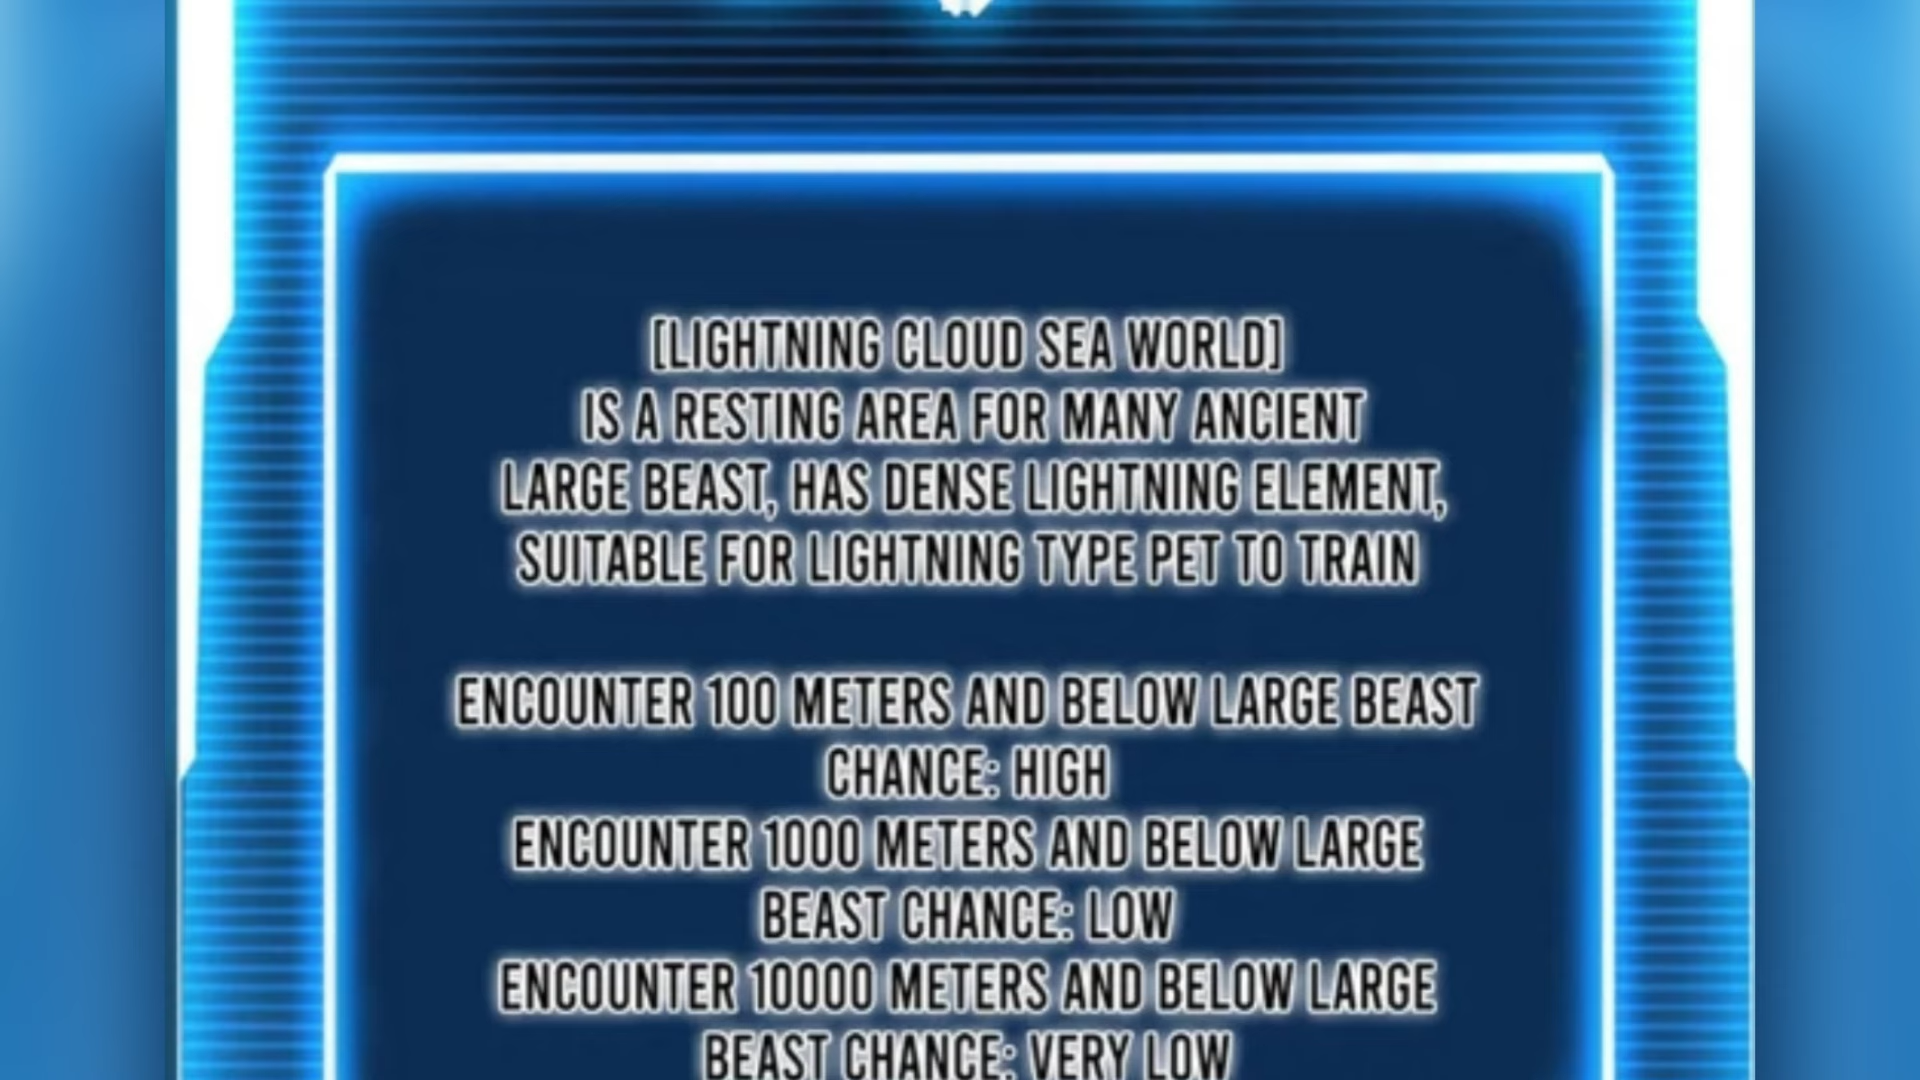 [LIGHTNING CLOUD SEA WORLD]
IS A RESTING AREA FOR MANY ANCIENT
LARGE BEAST, HAS DENSE LIGHTNING ELEMENT,
SUITABLE FOR LIGHTNING TYPE PET TO TRAIN
ENCOUNTER 100 METERS AND BELOW LARGE BEAST
CHANCE: HIGH
ENCOUNTER 1000 METERS AND BELOW LARGE
BEAST CHANCE: LOW
ENCOUNTER 10000 METERS AND BELOW LARGE
BEAST CHANCE: VERY LOW